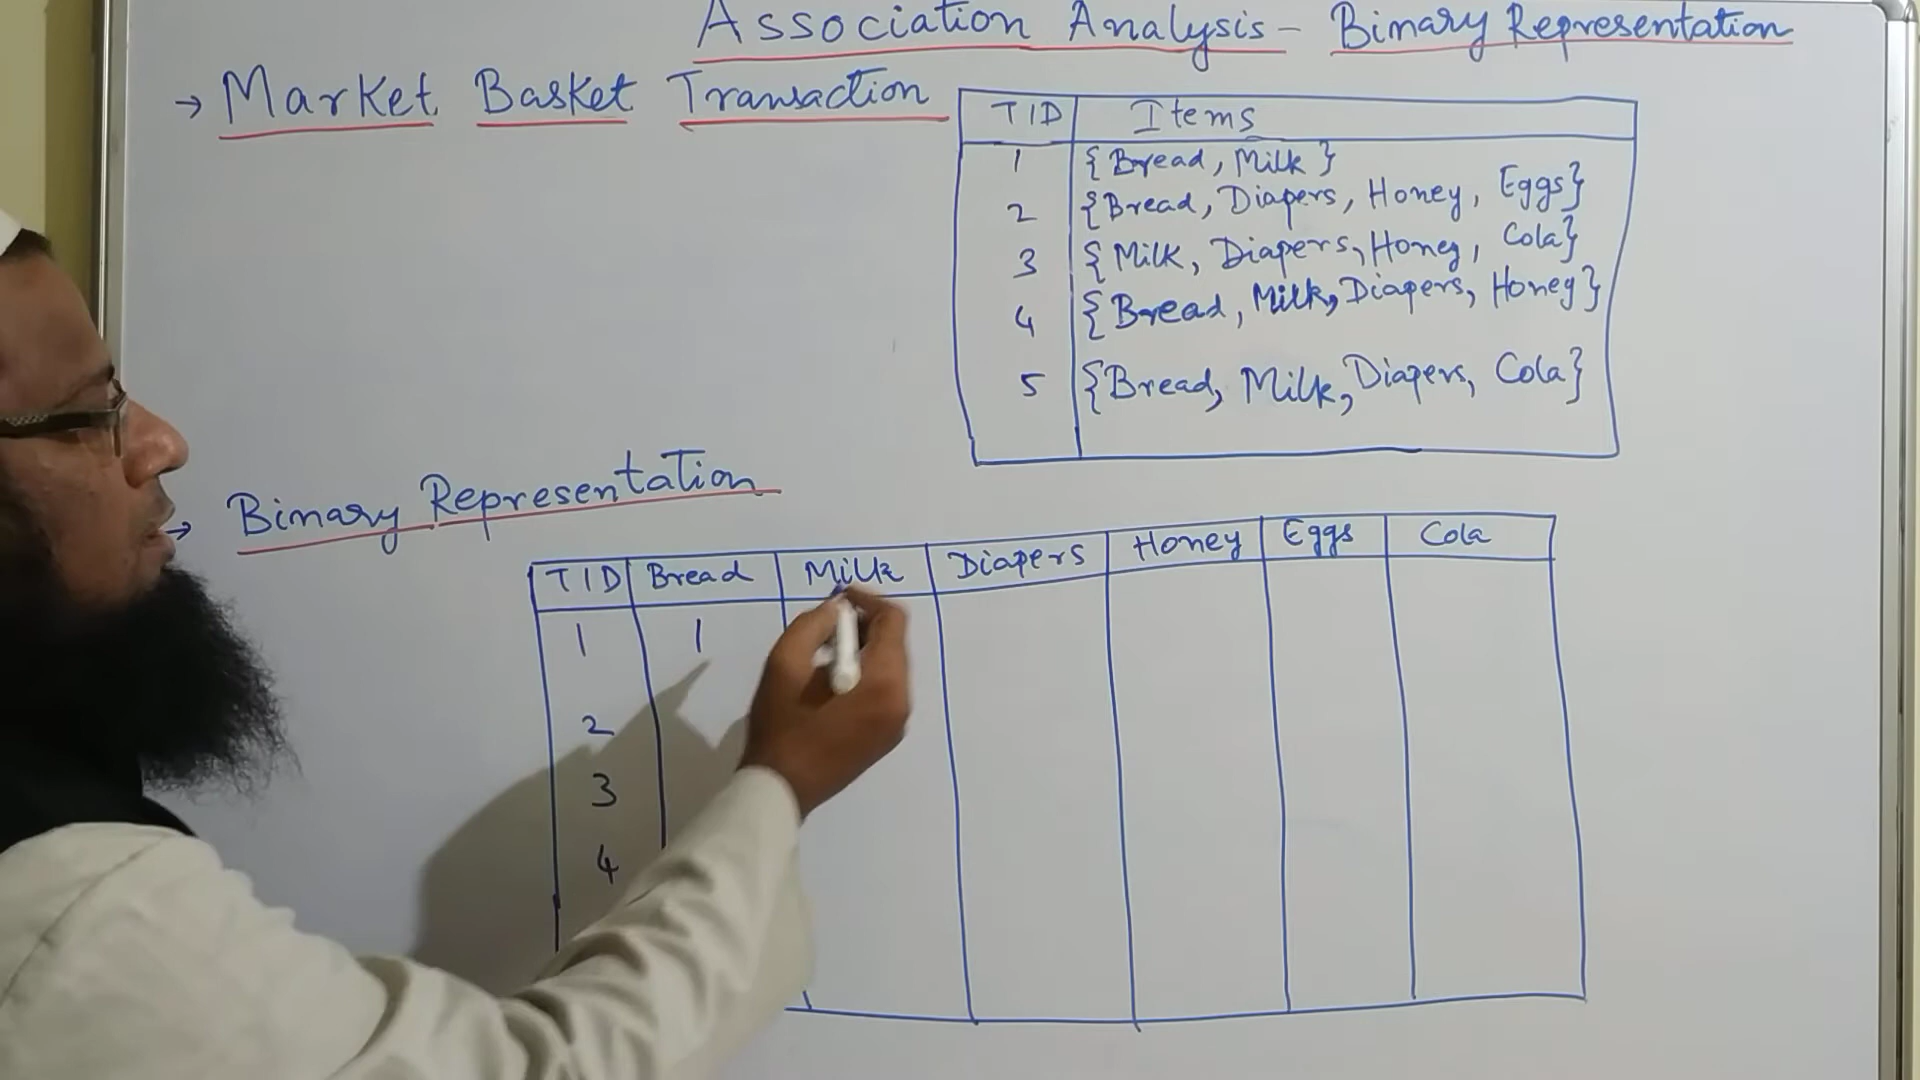 Association Analysis - Binary Representation
→ Market Basket Transaction
TID Items
1 {Bread, Milk}
2 {Bread, Diapers, Honey, Eggs}
3 {Milk, Diapers, Honey, Cola}
4 {Bread, Milk, Diapers, Honey}
5 {Bread, Milk, Diapers, Cola}
→ Binary Representation
TID Bread Milk Diapers Honey Eggs Cola
1 1
2
3
4